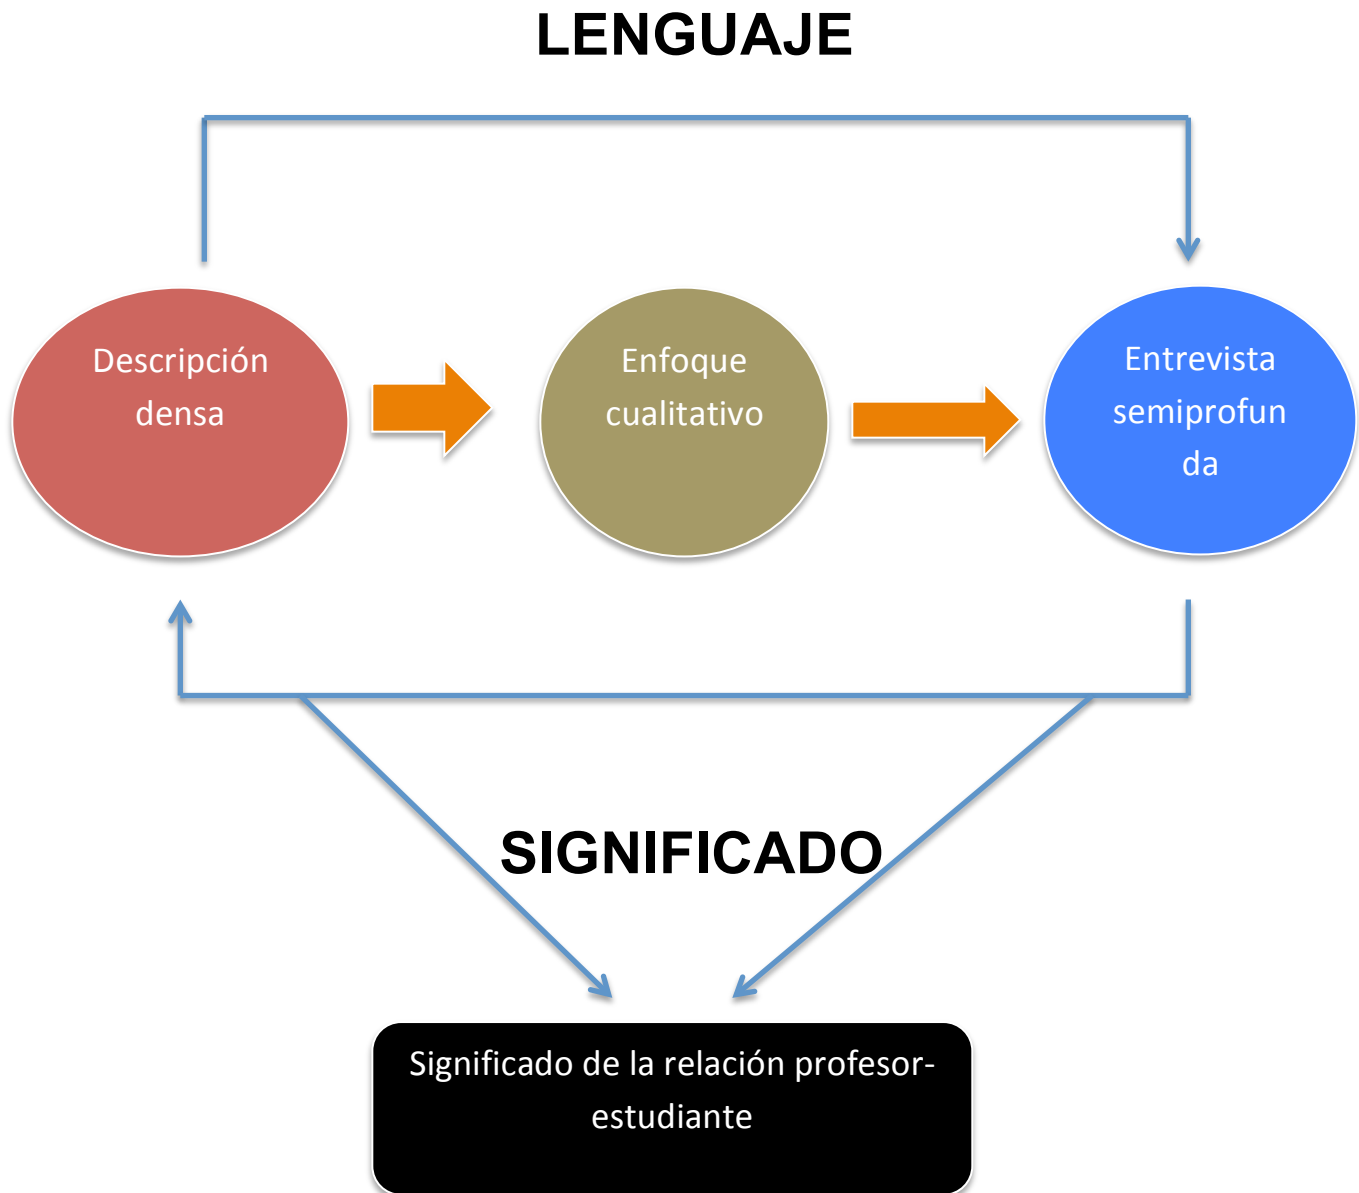 LENGUAJE
Descripción
densa
Enfoque
cualitativo
Entrevista
semiprofun
da
SIGNIFICADO
Significado de la relación profesor-
estudiante